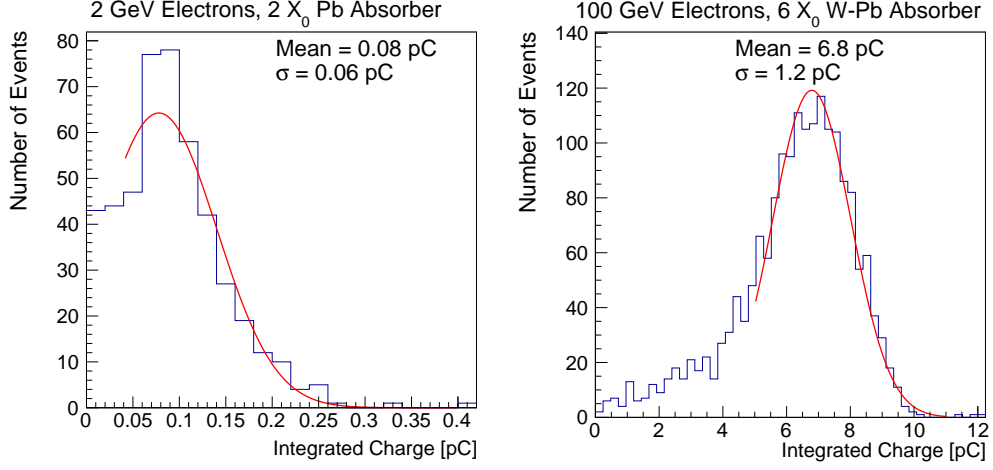 2 GeV Electrons, 2 X0 Pb Absorber
Mean = 0.08 pC
σ = 0.06 pC
Number of Events
80
70
60
50
40
30
20
10
0
0 0.05 0.1 0.15 0.2 0.25 0.3 0.35 0.4
Integrated Charge [pC]
100 GeV Electrons, 6 X0 W-Pb Absorber
Mean = 6.8 pC
σ = 1.2 pC
Number of Events
140
120
100
80
60
40
20
0
0 2 4 6 8 10 12
Integrated Charge [pC]